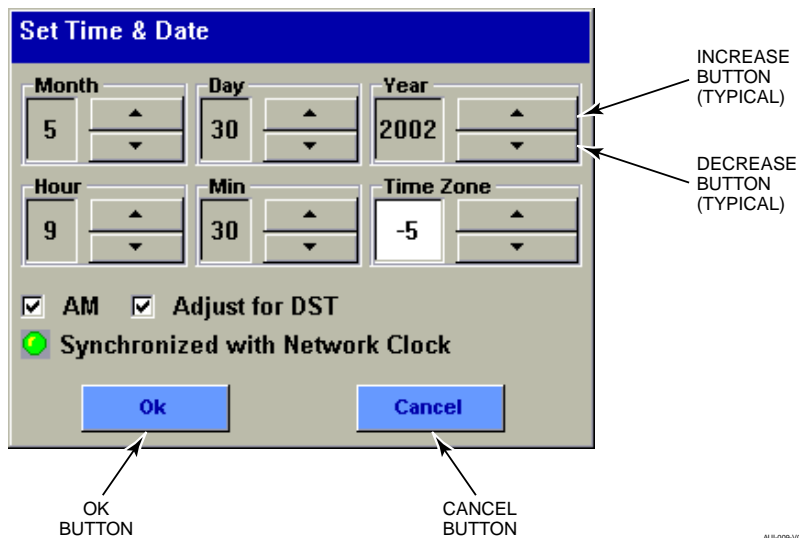 Set Time & Date
Month
Day
Year
5
30
2002
Hour
Min
Time Zone
9
30
-5
AM
Adjust for DST
Synchronized with Network Clock
Ok
Cancel
INCREASE
BUTTON
(TYPICAL)
DECREASE
BUTTON
(TYPICAL)
OK
BUTTON
CANCEL
BUTTON